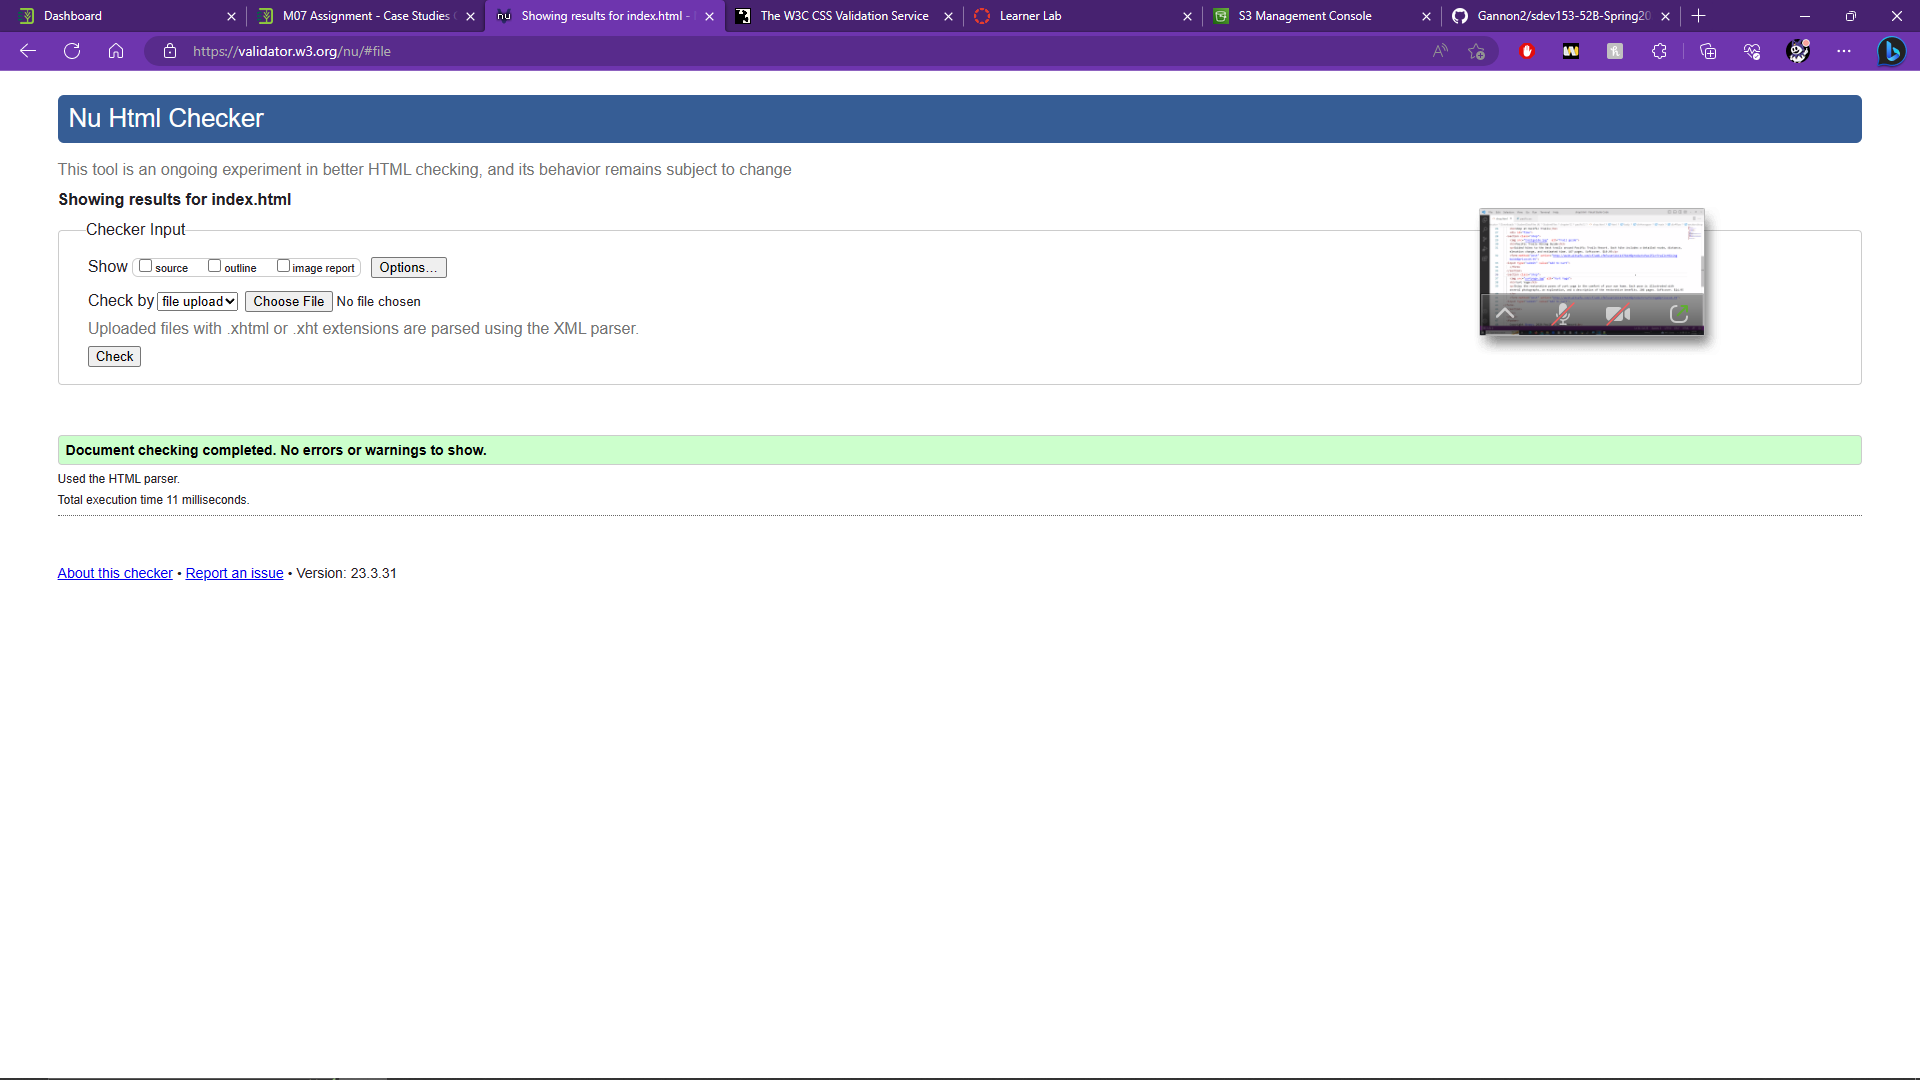 Dashboard
M07 Assignment - Case Studies
Showing results for index.html -
The W3C CSS Validation Service
Learner Lab
S3 Management Console
Gannon2/sdev153-52B-Spring20
https://validator.w3.org/nu/#file
Nu Html Checker
This tool is an ongoing experiment in better HTML checking, and its behavior remains subject to change
Showing results for index.html
Checker Input
Show source outline image report Options...
Check by file upload Choose File No file chosen
Uploaded files with .xhtml or .xht extensions are parsed using the XML parser.
Check
Document checking completed. No errors or warnings to show.
Used the HTML parser.
Total execution time 11 milliseconds.
About this checker • Report an issue • Version: 23.3.31